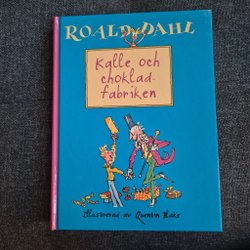 ROALD DAHL
Kalle och
choklad-
fabriken
Illustrerad av Quentin Blake